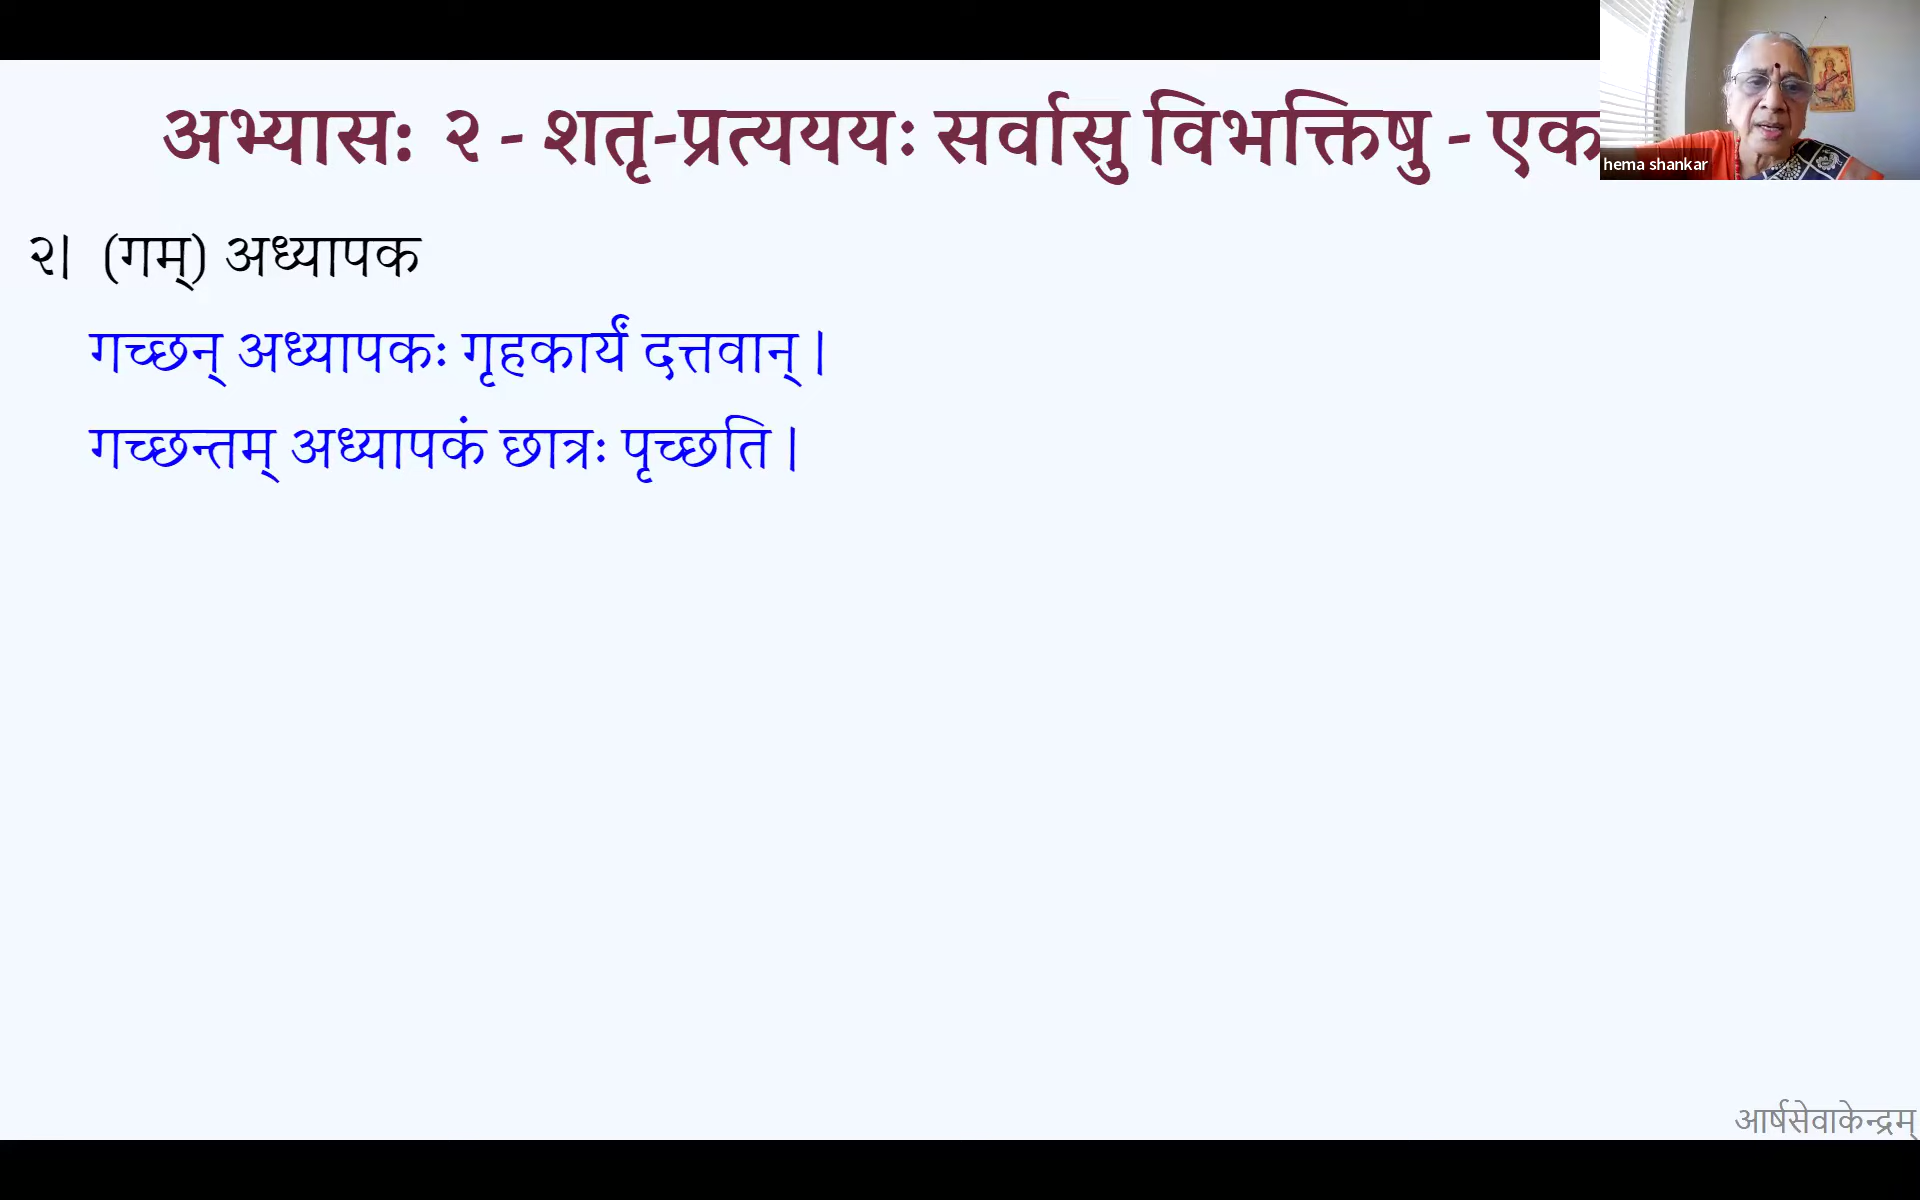 अभ्यास: २ - शतृ-प्रत्यययः सर्वासु विभक्तिषु - एक
hema shankar
२। (गम्) अध्यापक
गच्छन् अध्यापकः गृहकार्यं दत्तवान् ।
गच्छन्तम् अध्यापकं छात्रः पृच्छति ।
आर्षसेवाकेन्द्रम्